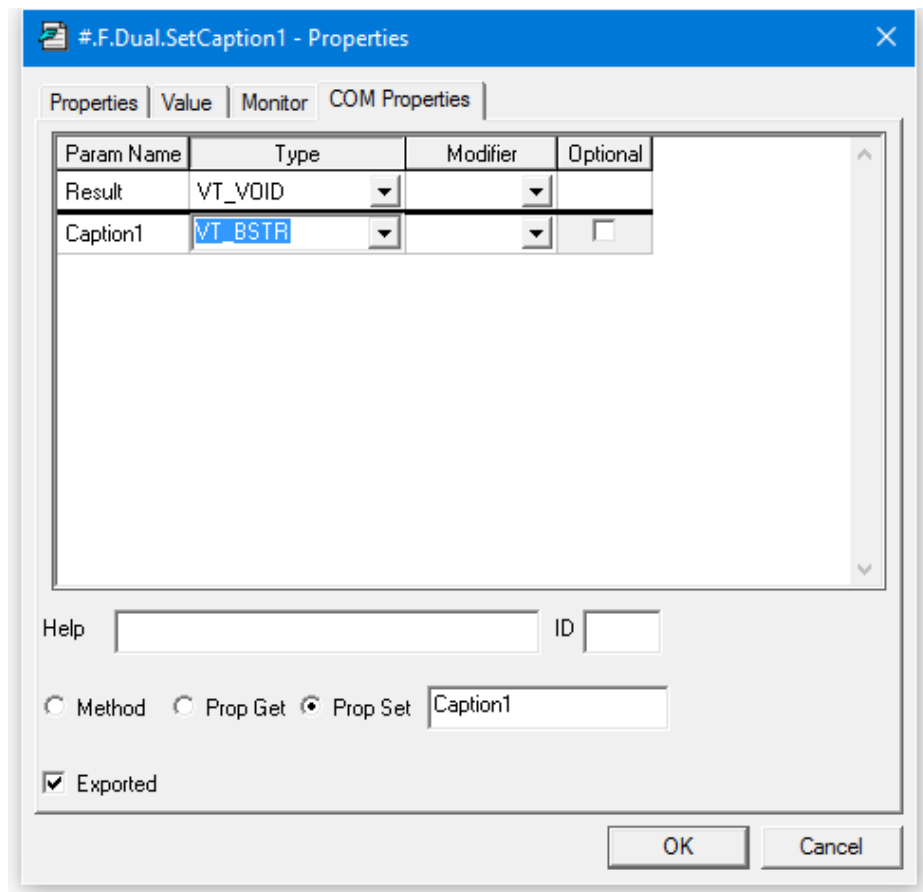 #.F.Dual.SetCaption1 - Properties
Properties Value Monitor COM Properties
Param Name Type Modifier Optional
Result VT_VOID
Caption1 VT_BSTR
Help ID
Method Prop Get Prop Set Caption1
Exported
OK Cancel